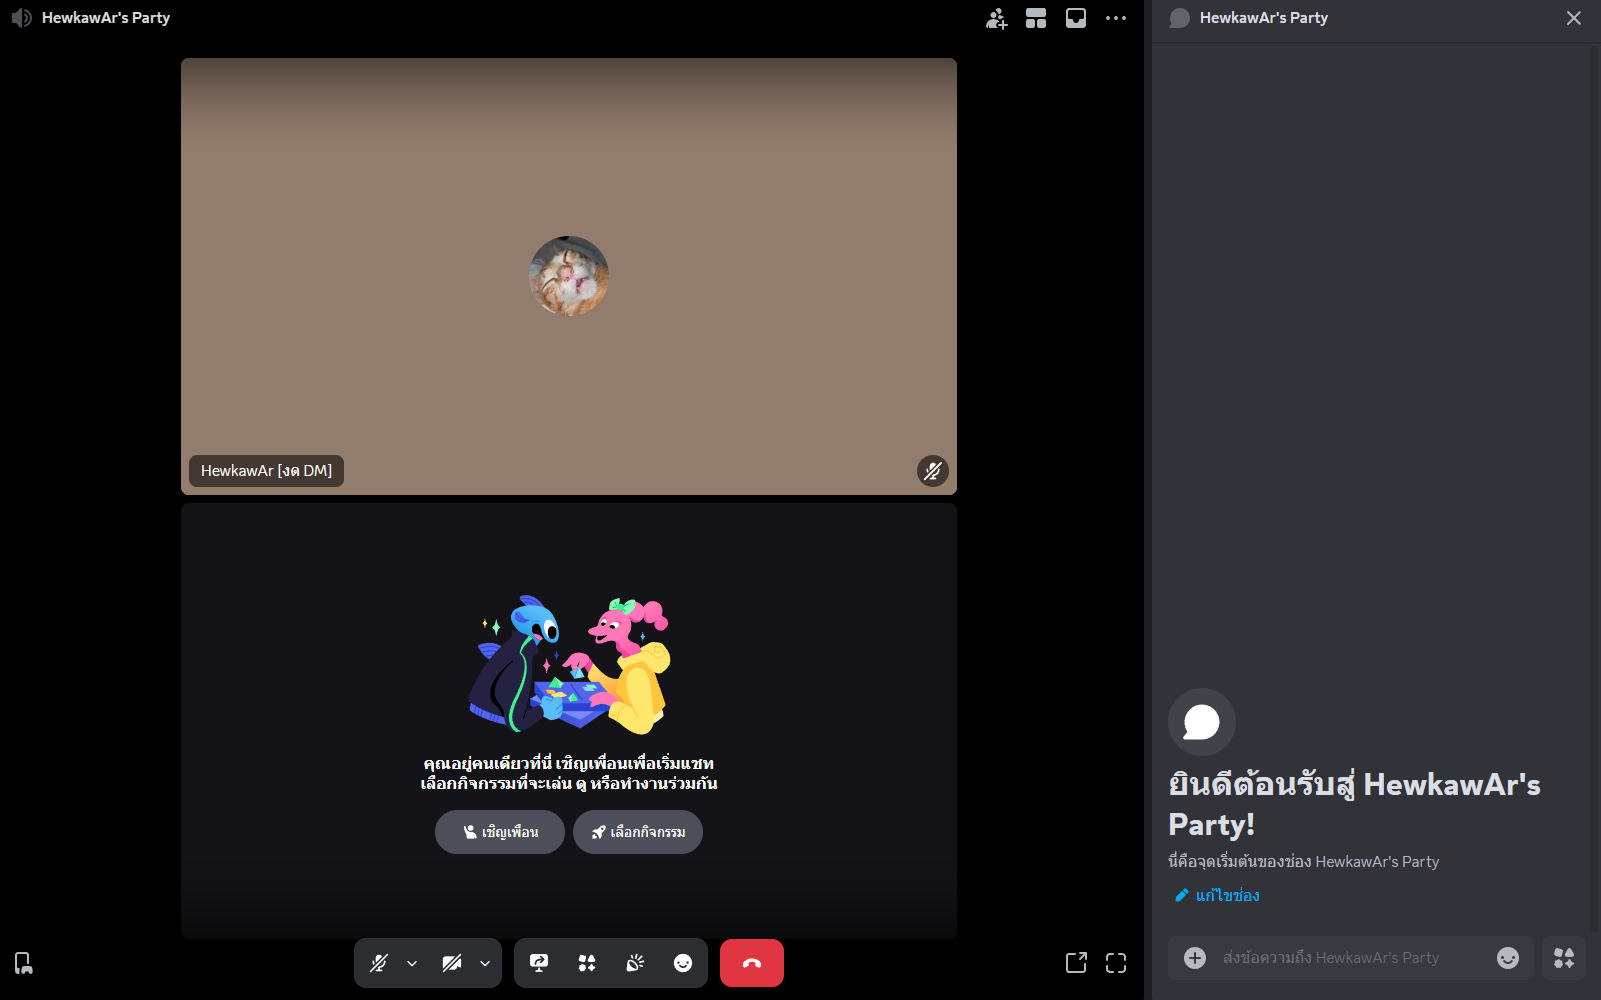 HewkawAr's Party
HewkawAr [งด DM]
คุณอยู่คนเดียวที่นี่ เชิญเพื่อนเพื่อเริ่มแชท
เลือกกิจกรรมที่จะเล่น ดู หรือทำงานร่วมกัน
เชิญเพื่อน
เลือกกิจกรรม
HewkawAr's Party
ยินดีต้อนรับสู่ HewkawAr's
Party!
นี่คือจุดเริ่มต้นของช่อง HewkawAr's Party
แก้ไขช่อง
ส่งข้อความถึง HewkawAr's Party